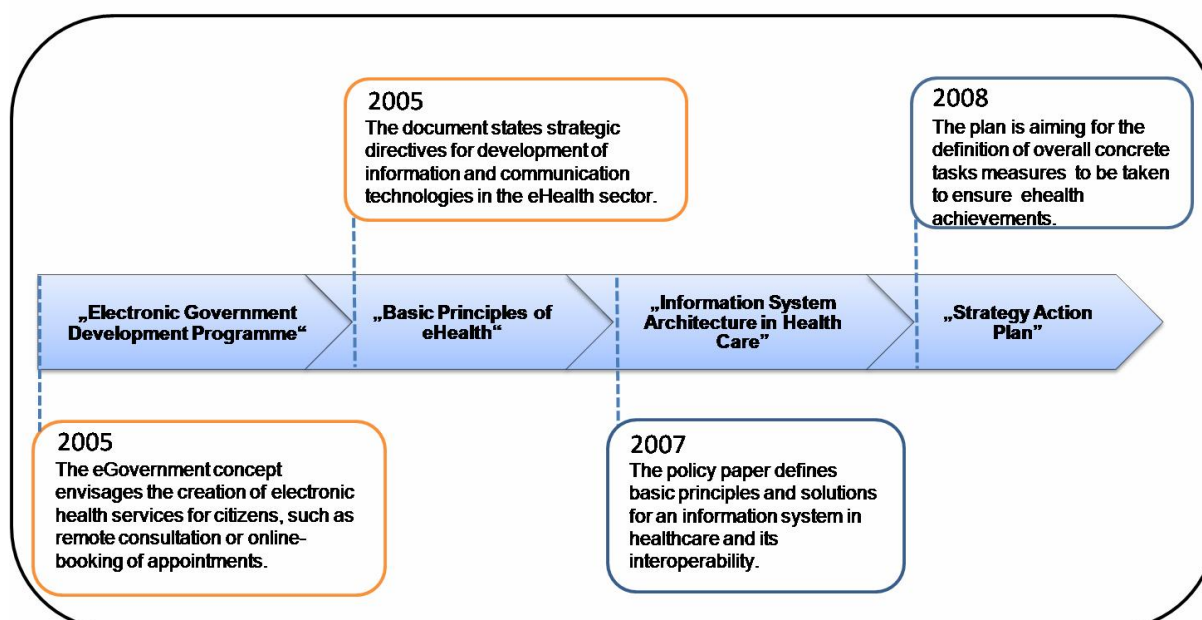 2005
The document states strategic
directives for development of
information and communication
technologies in the eHealth sector.
2008
The plan is aiming for the
definition of overall concrete
tasks measures to be taken
to ensure ehealth
achievements.
„Electronic Government
Development Programme“
„Basic Principles of
eHealth“
„Information System
Architecture in Health
Care”
„Strategy Action
Plan”
2005
The eGovernment concept
envisages the creation of electronic
health services for citizens, such as
remote consultation or online-
booking of appointments.
2007
The policy paper defines
basic principles and solutions
for an information system in
healthcare and its
interoperability.